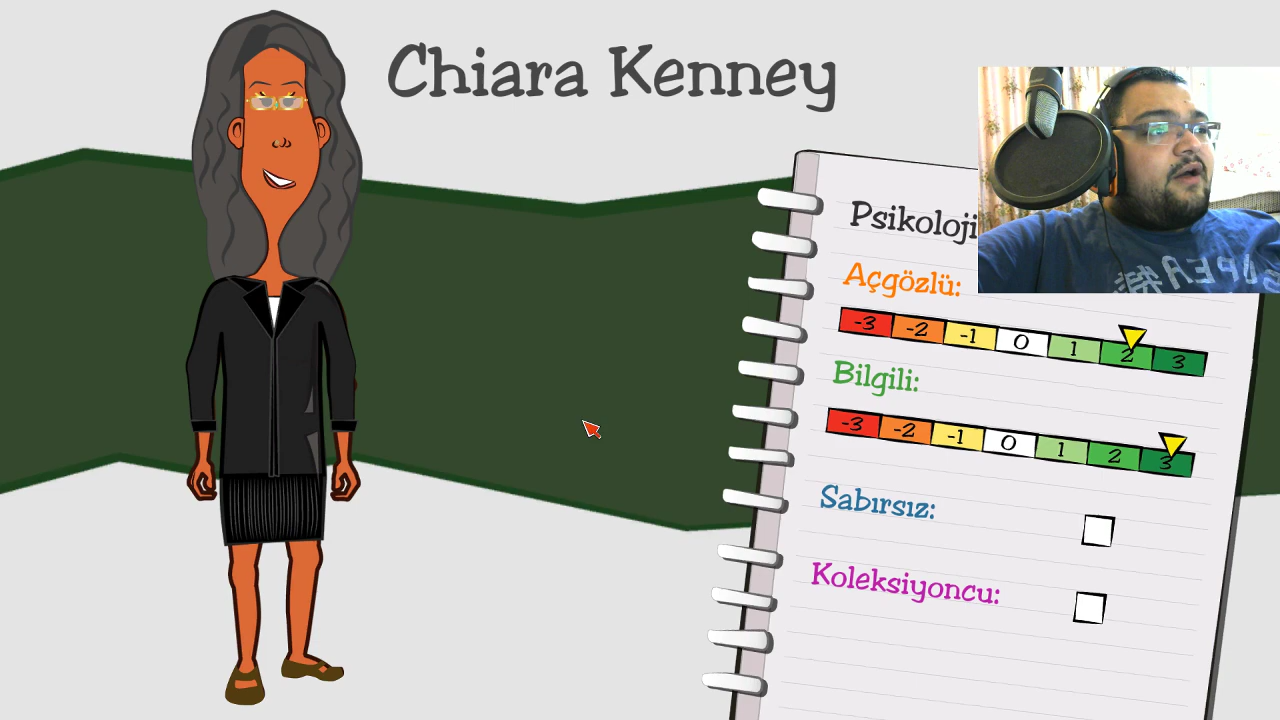 Chiara Kenney
Psikoloji
Açgözlü:
-3 -2 -1 0 1 2 3
Bilgili:
-3 -2 -1 0 1 2 3
Sabırsız:
Koleksiyoncu: